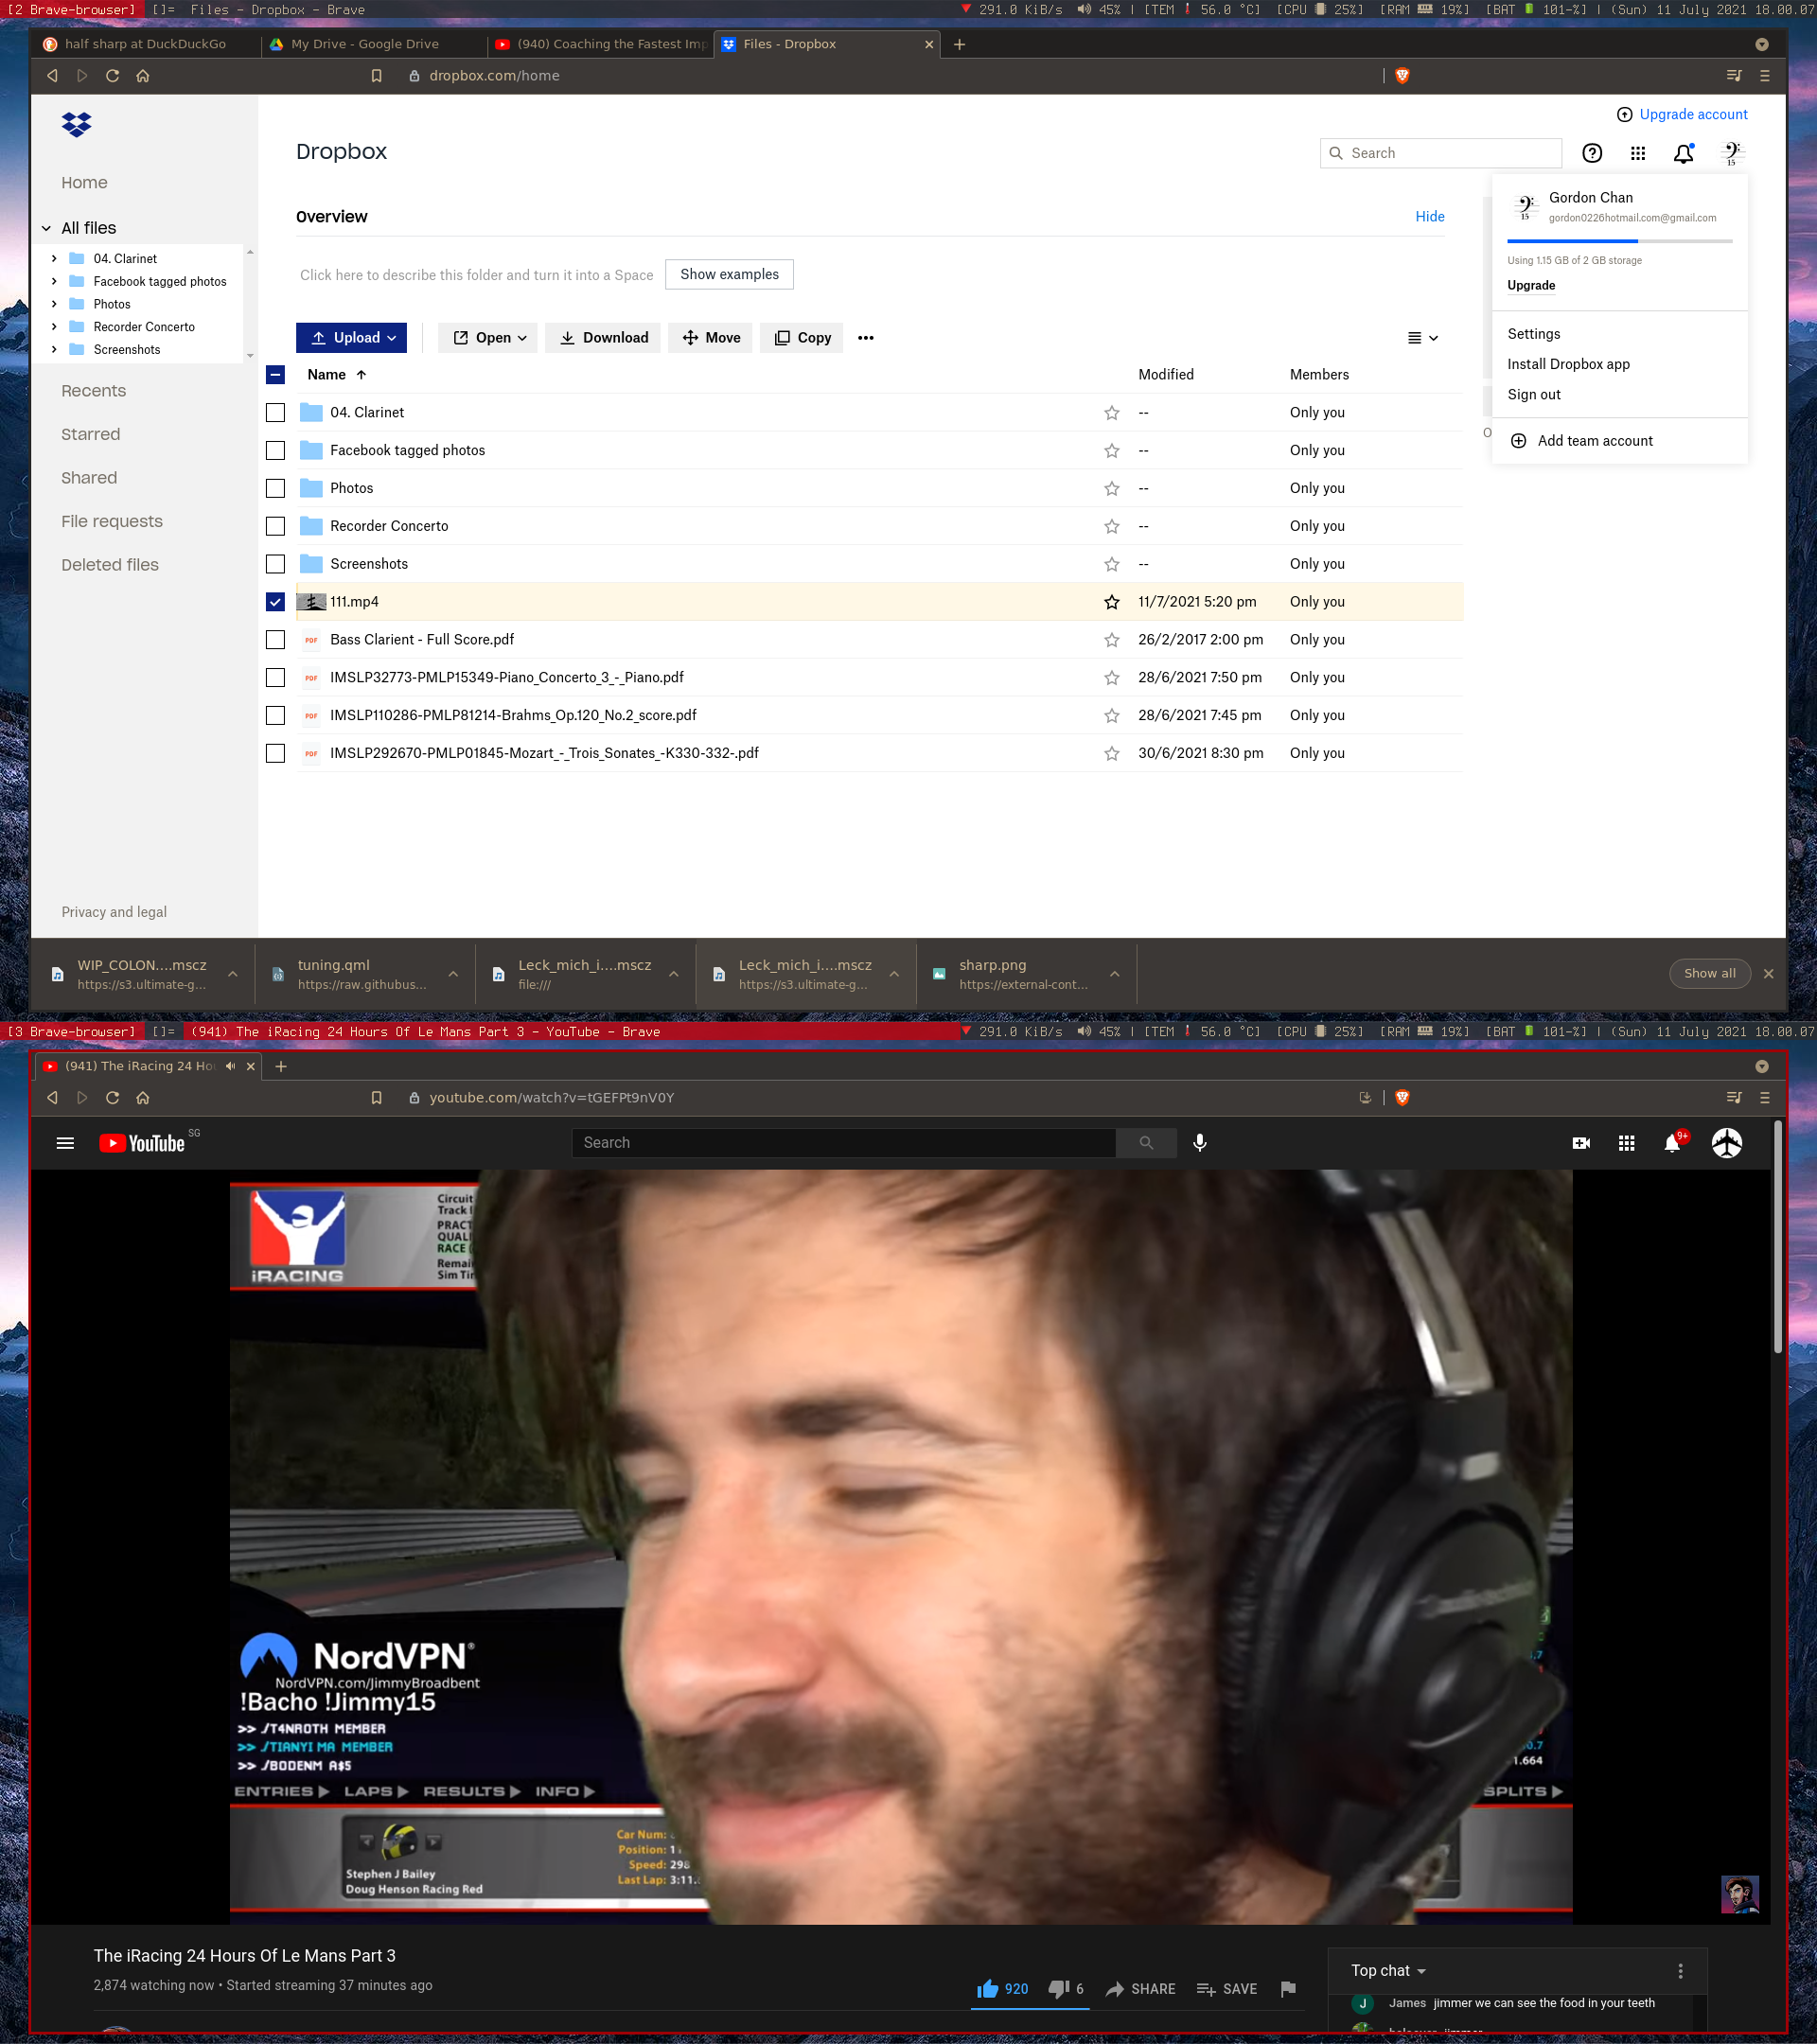 [2 Brave-browser] []= Files - Dropbox - Brave 291.0 KiB/s 45% | [TEM 56.0 °C] [CPU 25%] [RAM 19%] [BAT 101-%] | (Sun) 11 July 2021 18.00.07
half sharp at DuckDuckGo My Drive - Google Drive (940) Coaching the Fastest Imp Files - Dropbox
dropbox.com/home
Upgrade account
Dropbox
Search
Home
Gordon Chan
gordon0226hotmail.com@gmail.com
Overview
Hide
All files
04. Clarinet
Facebook tagged photos
Photos
Recorder Concerto
Screenshots
Using 1.15 GB of 2 GB storage
Upgrade
Click here to describe this folder and turn it into a Space Show examples
Settings
Install Dropbox app
Sign out
Add team account
Upload Open Download Move Copy
Recents
Starred
Shared
File requests
Deleted files
Name Modified Members
04. Clarinet -- Only you
Facebook tagged photos -- Only you
Photos -- Only you
Recorder Concerto -- Only you
Screenshots -- Only you
111.mp4 11/7/2021 5:20 pm Only you
PDF Bass Clarient - Full Score.pdf 26/2/2017 2:00 pm Only you
PDF IMSLP32773-PMLP15349-Piano_Concerto_3_-_Piano.pdf 28/6/2021 7:50 pm Only you
PDF IMSLP110286-PMLP81214-Brahms_Op.120_No.2_score.pdf 28/6/2021 7:45 pm Only you
PDF IMSLP292670-PMLP01845-Mozart_-_Trois_Sonates_-K330-332-.pdf 30/6/2021 8:30 pm Only you
Privacy and legal
WIP_COLON....mscz tuning.qml Leck_mich_i....mscz Leck_mich_i....mscz sharp.png Show all
https://s3.ultimate-g... https://raw.githubus... file:/// https://s3.ultimate-g... https://external-cont...
[3 Brave-browser] []= (941) The iRacing 24 Hours Of Le Mans Part 3 - YouTube - Brave 291.0 KiB/s 45% | [TEM 56.0 °C] [CPU 25%] [RAM 19%] [BAT 101-%] | (Sun) 11 July 2021 18.00.07
(941) The iRacing 24 Ho
youtube.com/watch?v=tGEFPt9nV0Y
YouTube SG
Search
9+
iRACING
Circuit
Track
PRACT
QUALI
RACE
Remai
Sim Tir
NordVPN
NordVPN.com/JimmyBroadbent
!Bacho !Jimmy15
>> ./T4NROTH MEMBER
>> ./TIANYI MA MEMBER
>> ./BODENM A$5
1.664
ENTRIES LAPS RESULTS INFO SPLITS
Stephen J Bailey
Doug Henson Racing Red
Car Num:
Position: 1
Speed: 298
Last Lap: 3:11.
The iRacing 24 Hours Of Le Mans Part 3
2,874 watching now • Started streaming 37 minutes ago
920 6 SHARE SAVE
Top chat
J James jimmer we can see the food in your teeth